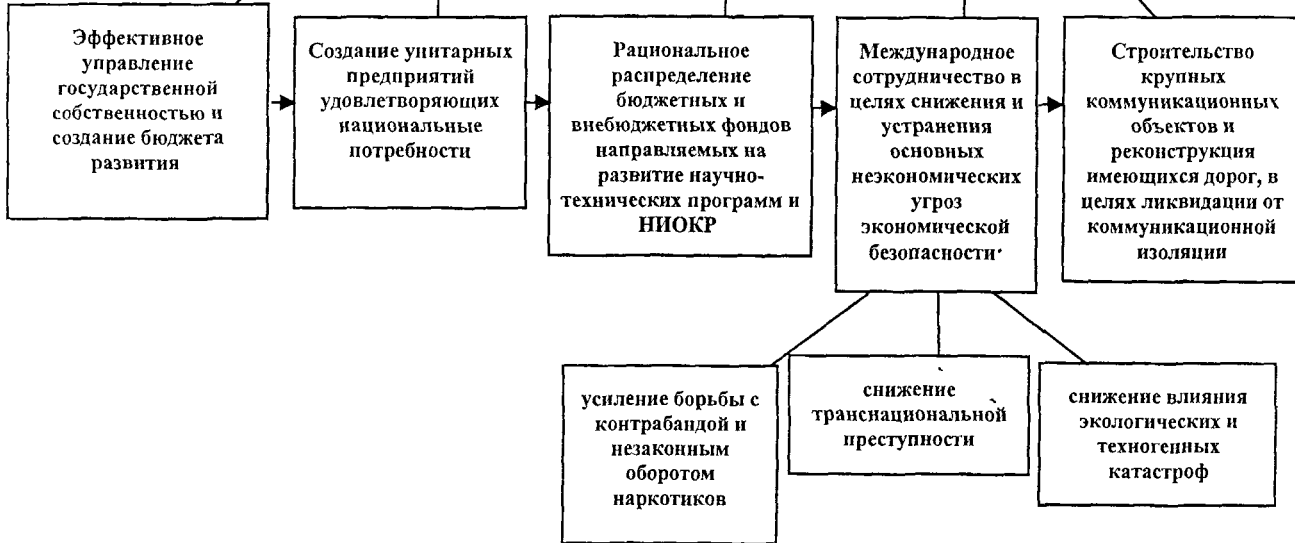 Эффективное
управление
государственной
собственностью и
создание бюджета
развития
Создание унитарных
предприятий
удовлетворяющих
национальные
потребности
Рациональное
распределение
бюджетных и
внебюджетных фондов
направляемых на
развитие научно-
технических программ и
НИОКР
Международное
сотрудничество в
целях снижения и
устранения
основных
неэкономических
угроз
экономической
безопасности
Строительство
крупных
коммуникационных
объектов и
реконструкция
имеющихся дорог, в
целях ликвидации от
коммуникационной
изоляции
усиление борьбы с
контрабандой и
незаконным
оборотом
наркотиков
снижение
транснациональной
преступности
снижение влияния
экологических и
техногенных
катастроф